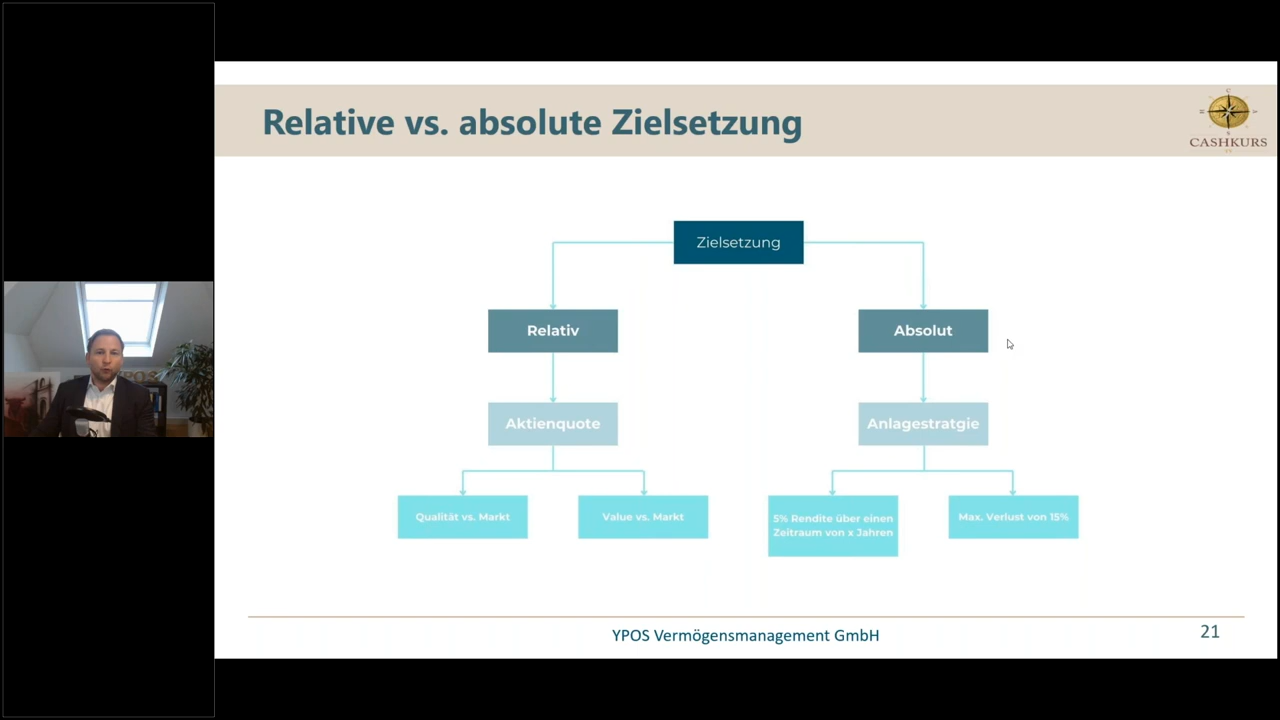 Relative vs. absolute Zielsetzung
CASHKURS
Zielsetzung
Relativ
Absolut
Aktienquote
Anlagestratgie
Qualität vs. Markt
Value vs. Markt
5% Rendite über einen
Zeitraum von x Jahren
Max. Verlust von 15%
YPOS Vermögensmanagement GmbH
21